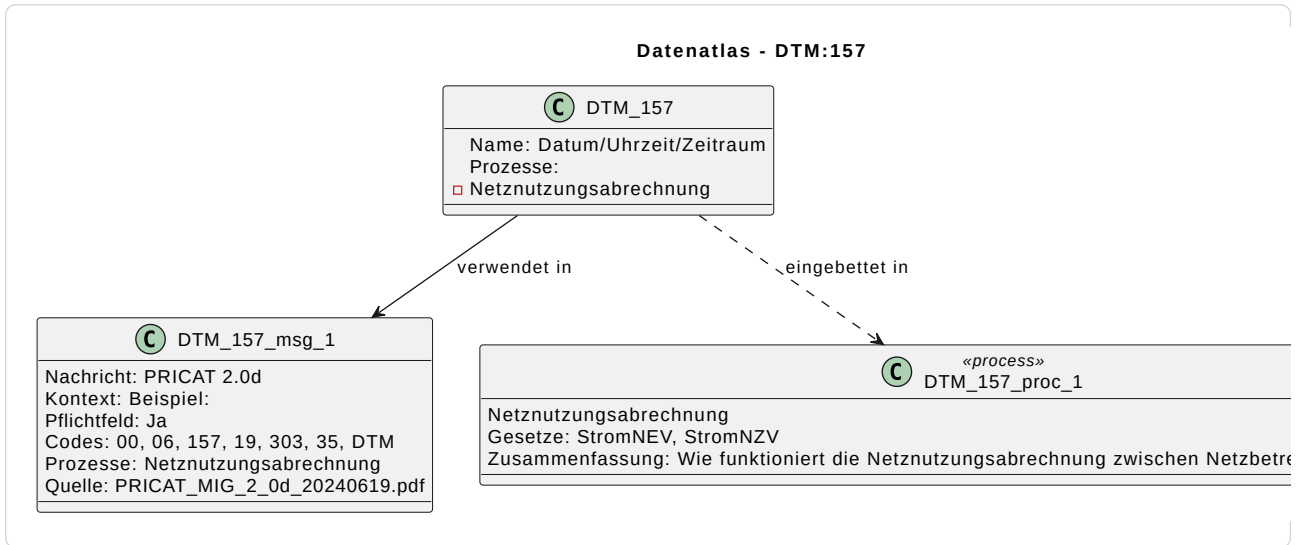 Datenatlas - DTM:157
C DTM_157
Name: Datum/Uhrzeit/Zeitraum
Prozesse:
Netznutzungsabrechnung
verwendet in
eingebettet in
C DTM_157_msg_1
Nachricht: PRICAT 2.0d
Kontext: Beispiel:
Pflichtfeld: Ja
Codes: 00, 06, 157, 19, 303, 35, DTM
Prozesse: Netznutzungsabrechnung
Quelle: PRICAT_MIG_2_0d_20240619.pdf
«process»
C DTM_157_proc_1
Netznutzungsabrechnung
Gesetze: StromNEV, StromNZV
Zusammenfassung: Wie funktioniert die Netznutzungsabrechnung zwischen Netzbetre